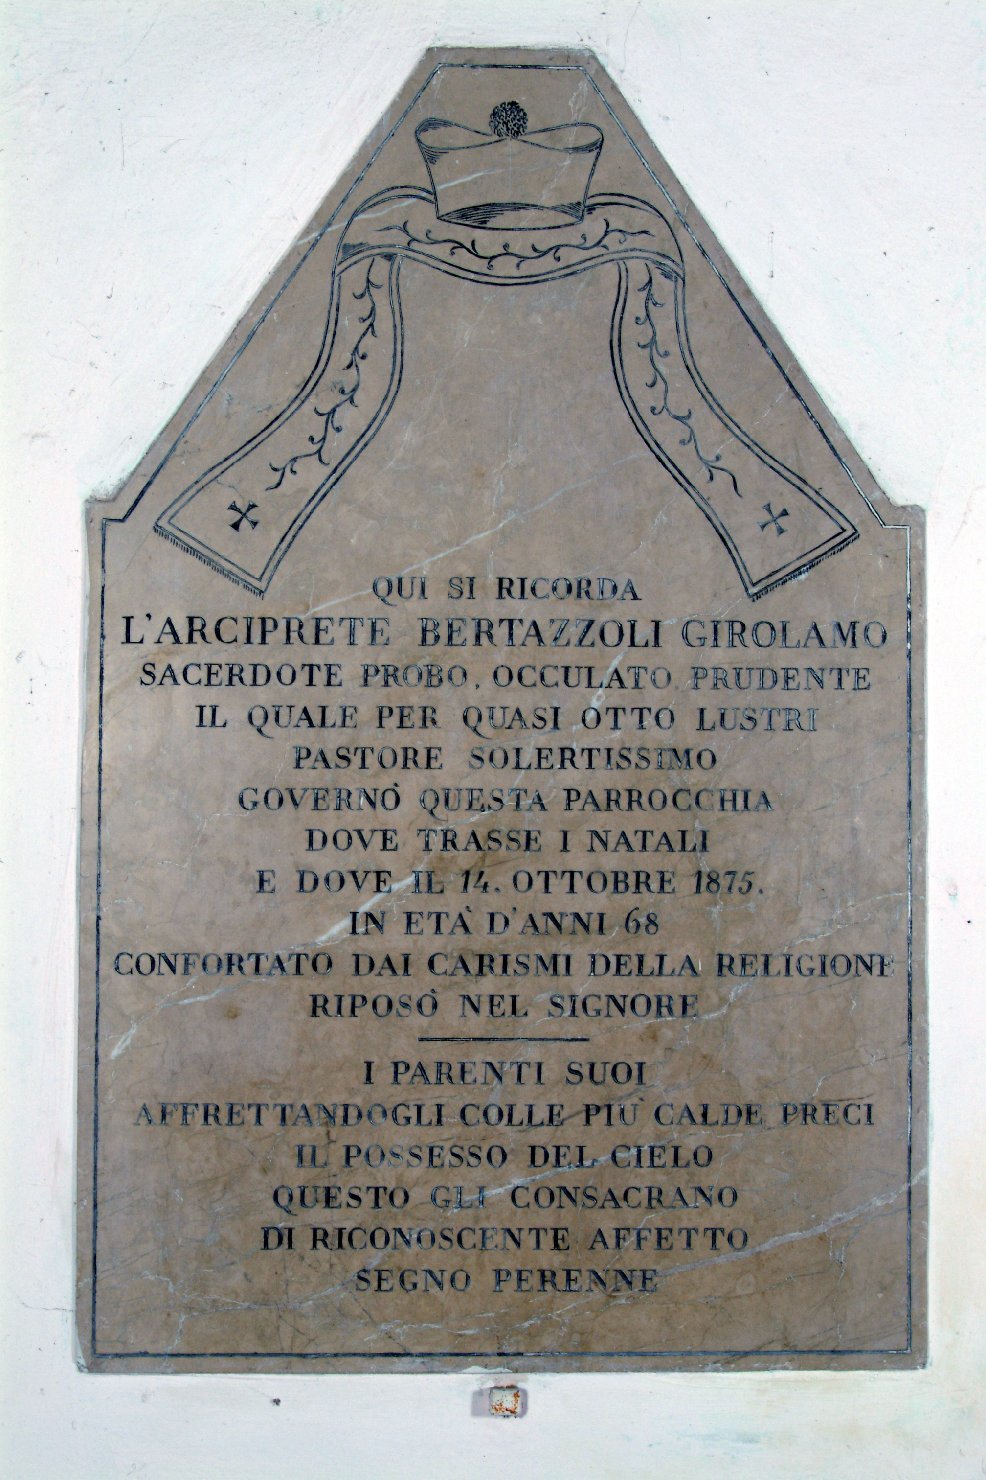 QUI SI RICORDA
L'ARCIPRETE BERTAZZOLI GIROLAMO
SACERDOTE PROBO, OCCULATO PRUDENTE
IL QUALE PER QUASI OTTO LUSTRI
PASTORE SOLERTISSIMO
GOVERNÒ QUESTA PARROCCHIA
DOVE TRASSE I NATALI
E DOVE IL 14. OTTOBRE 1875.
IN ETÀ D'ANNI 68
CONFORTATO DAI CARISMI DELLA RELIGIONE
RIPOSÒ NEL SIGNORE
I PARENTI SUOI
AFFRETTANDOGLI COLLE PIÙ CALDE PRECI
IL POSSESSO DEL CIELO
QUESTO GLI CONSACRANO
DI RICONOSCENTE AFFETTO
SEGNO PERENNE